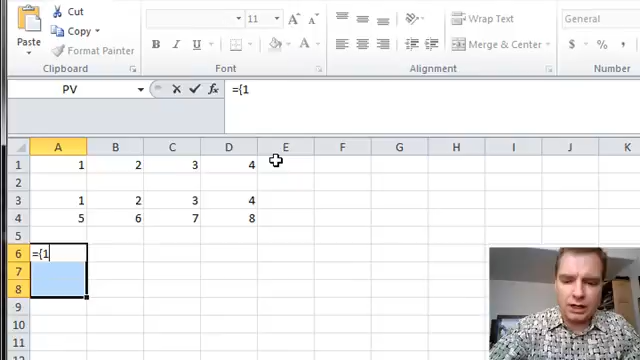 Cut
11
Wrap Text
General
Copy
Paste
Format Painter
B I U A
Merge & Center
$ % ,
Clipboard
Font
Alignment
Number
PV
fx
={1
A B C D E F G H I J K
1 1 2 3 4
2
3 1 2 3 4
4 5 6 7 8
5
6 ={1
7
8
9
10
11
12